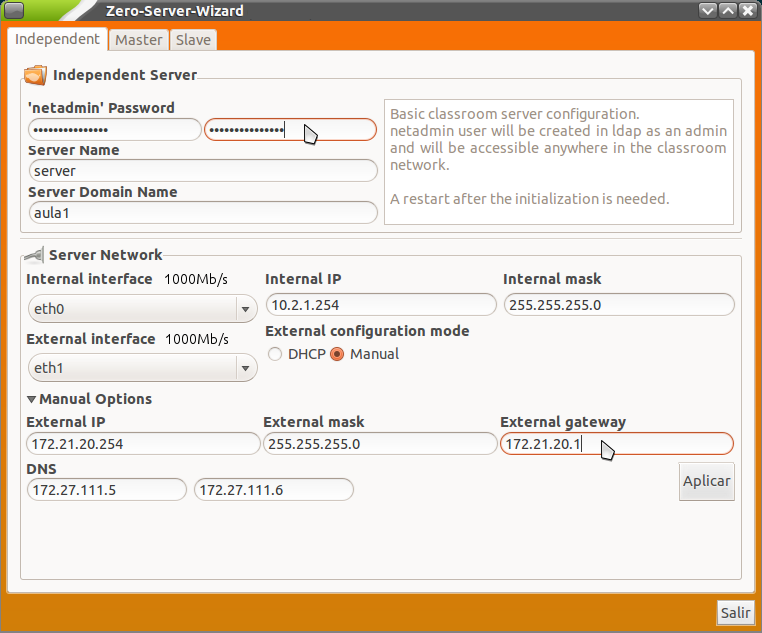 Zero-Server-Wizard
Independent Master Slave
Independent Server
'netadmin' Password
••••••••••••••• •••••••••••••••
Server Name
server
Server Domain Name
aula1
Basic classroom server configuration.
netadmin user will be created in ldap as an admin
and will be accessible anywhere in the classroom
network.
A restart after the initialization is needed.
Server Network
Internal interface 1000Mb/s Internal IP Internal mask
eth0 10.2.1.254 255.255.255.0
External interface 1000Mb/s External configuration mode
eth1 DHCP Manual
Manual Options
External IP External mask External gateway
172.21.20.254 255.255.255.0 172.21.20.1
DNS
172.27.111.5 172.27.111.6 Aplicar
Salir